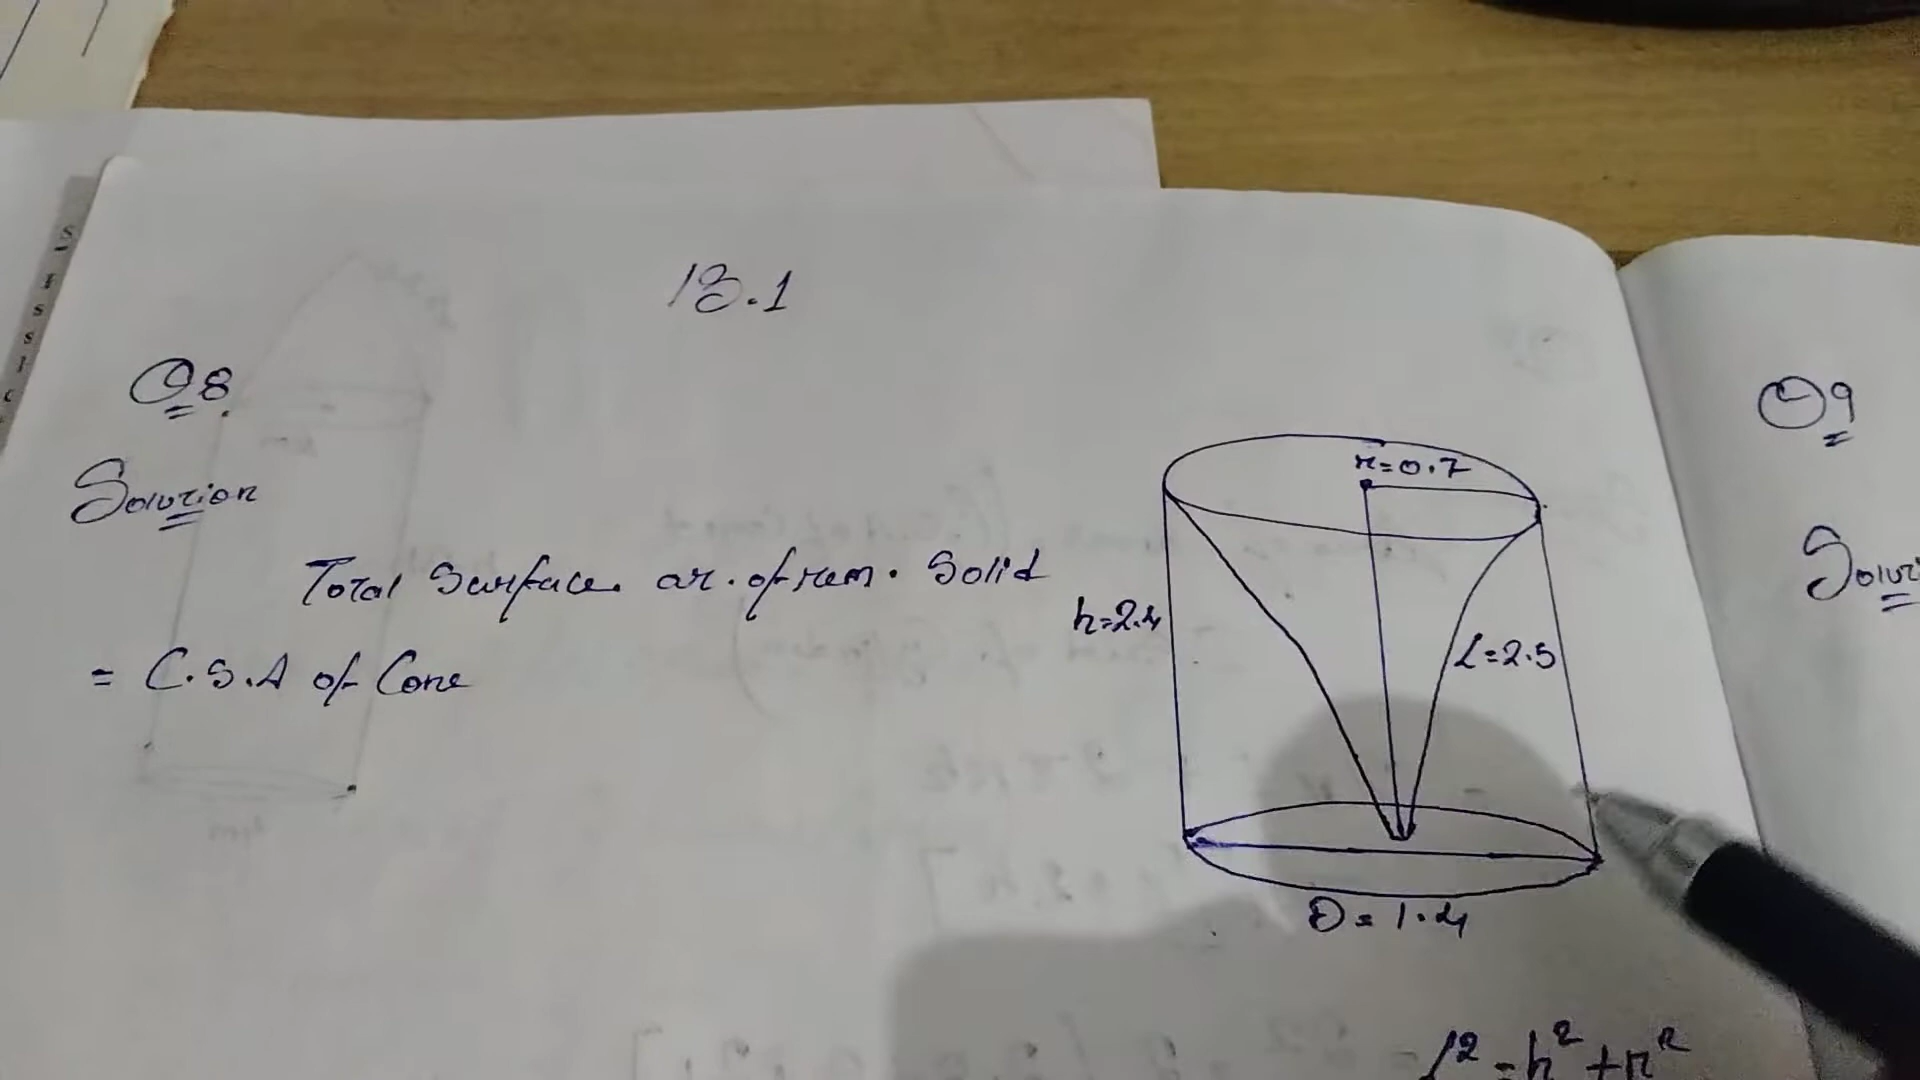 13.1
Q8
Solution
Total Surface ar. of rem. Solid
= C.S.A of Cone
r=0.7
h=2.4
l=2.5
D=1.4
l²=h²+r²
Q9